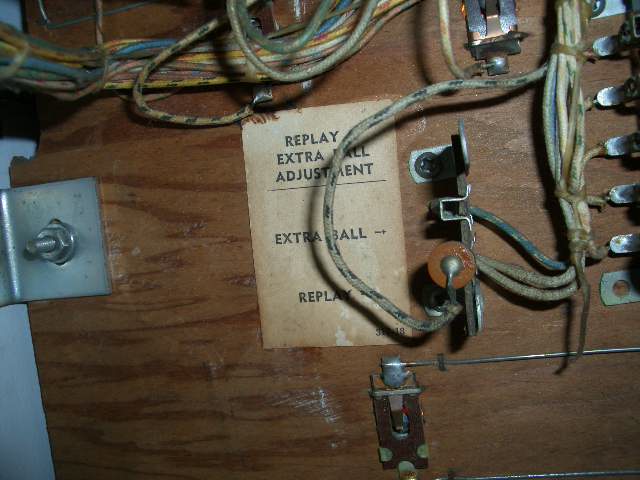 REPLAY
EXTRA BALL
ADJUSTMENT
EXTRA BALL →
REPLAY